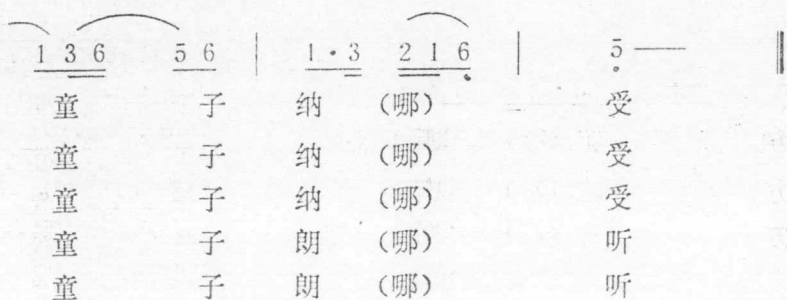 1 3 6 5 6 | 1 · 3 2 1 6 | 5 — ‖
童 子 纳 （哪） 受
童 子 纳 （哪） 受
童 子 纳 （哪） 受
童 子 朗 （哪） 听
童 子 朗 （哪） 听